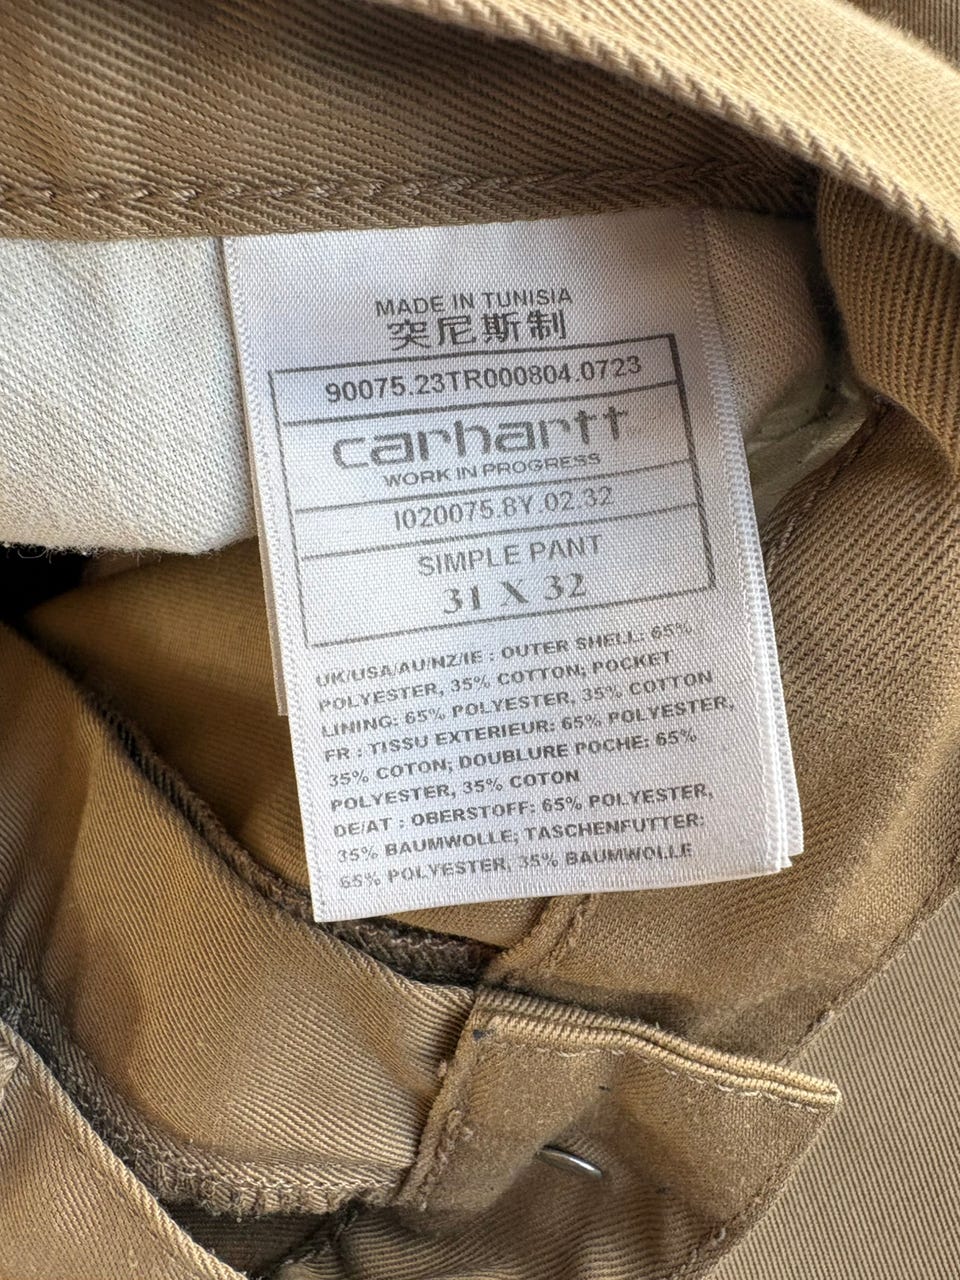 MADE IN TUNISIA
突尼斯制
90075.23TR000804.0723
carhartt
WORK IN PROGRESS
I020075.8Y.02.32
SIMPLE PANT
31 X 32
UK/USA/AU/NZ/IE : OUTER SHELL: 65%
POLYESTER, 35% COTTON; POCKET
LINING: 65% POLYESTER, 35% COTTON
FR : TISSU EXTERIEUR: 65% POLYESTER,
35% COTON; DOUBLURE POCHE: 65%
POLYESTER, 35% COTON
DE/AT : OBERSTOFF: 65% POLYESTER,
35% BAUMWOLLE; TASCHENFUTTER:
65% POLYESTER, 35% BAUMWOLLE